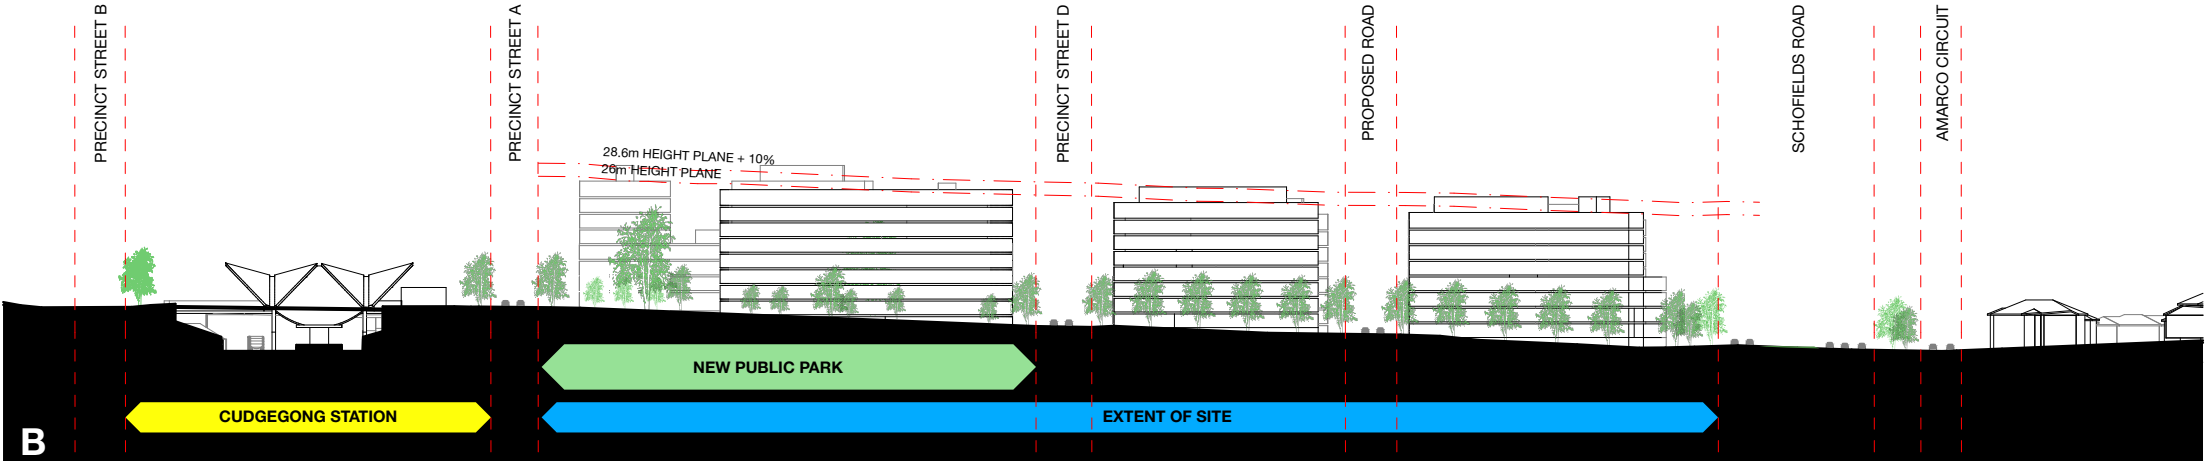 PRECINCT STREET B
PRECINCT STREET A
PRECINCT STREET D
PROPOSED ROAD
SCHOFIELDS ROAD
AMARCO CIRCUIT
28.6m HEIGHT PLANE + 10%
26m HEIGHT PLANE
NEW PUBLIC PARK
CUDGEGONG STATION
EXTENT OF SITE
B